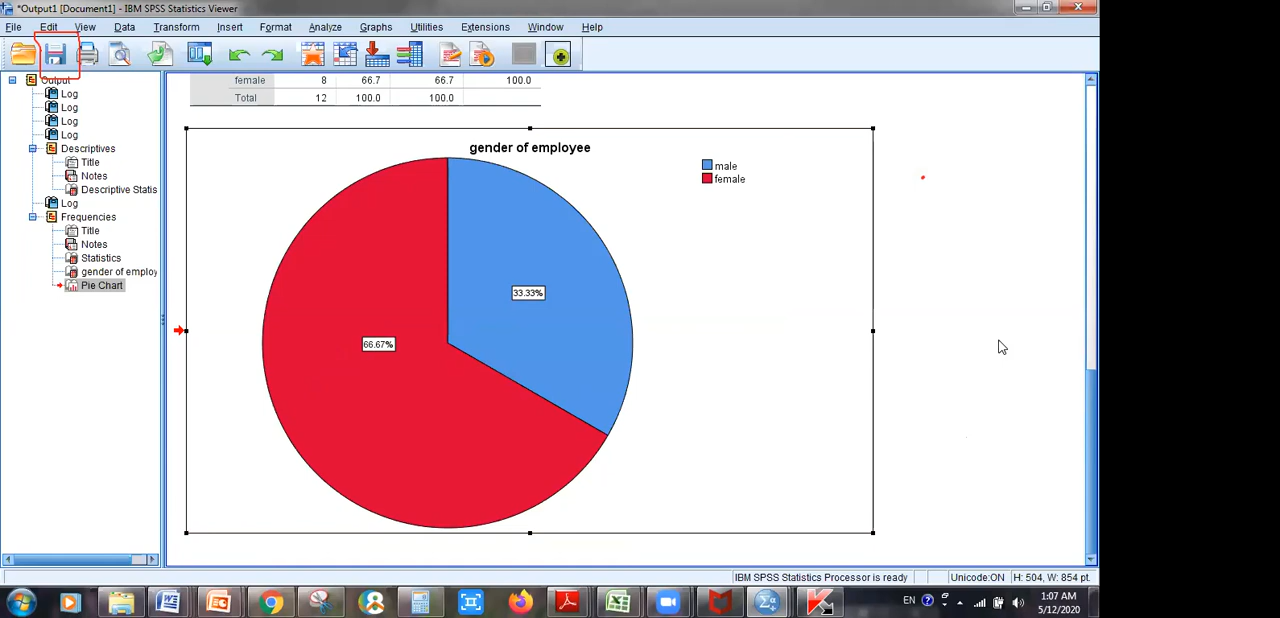 *Output1 [Document1] - IBM SPSS Statistics Viewer
File Edit View Data Transform Insert Format Analyze Graphs Utilities Extensions Window Help
Output
Log
Log
Log
Log
Descriptives
Title
Notes
Descriptive Statis
Log
Frequencies
Title
Notes
Statistics
gender of employ
Pie Chart
female 8 66.7 66.7 100.0
Total 12 100.0 100.0
gender of employee
male
female
33.33%
66.67%
IBM SPSS Statistics Processor is ready Unicode:ON H: 504, W: 854 pt.
EN 1:07 AM
5/12/2020